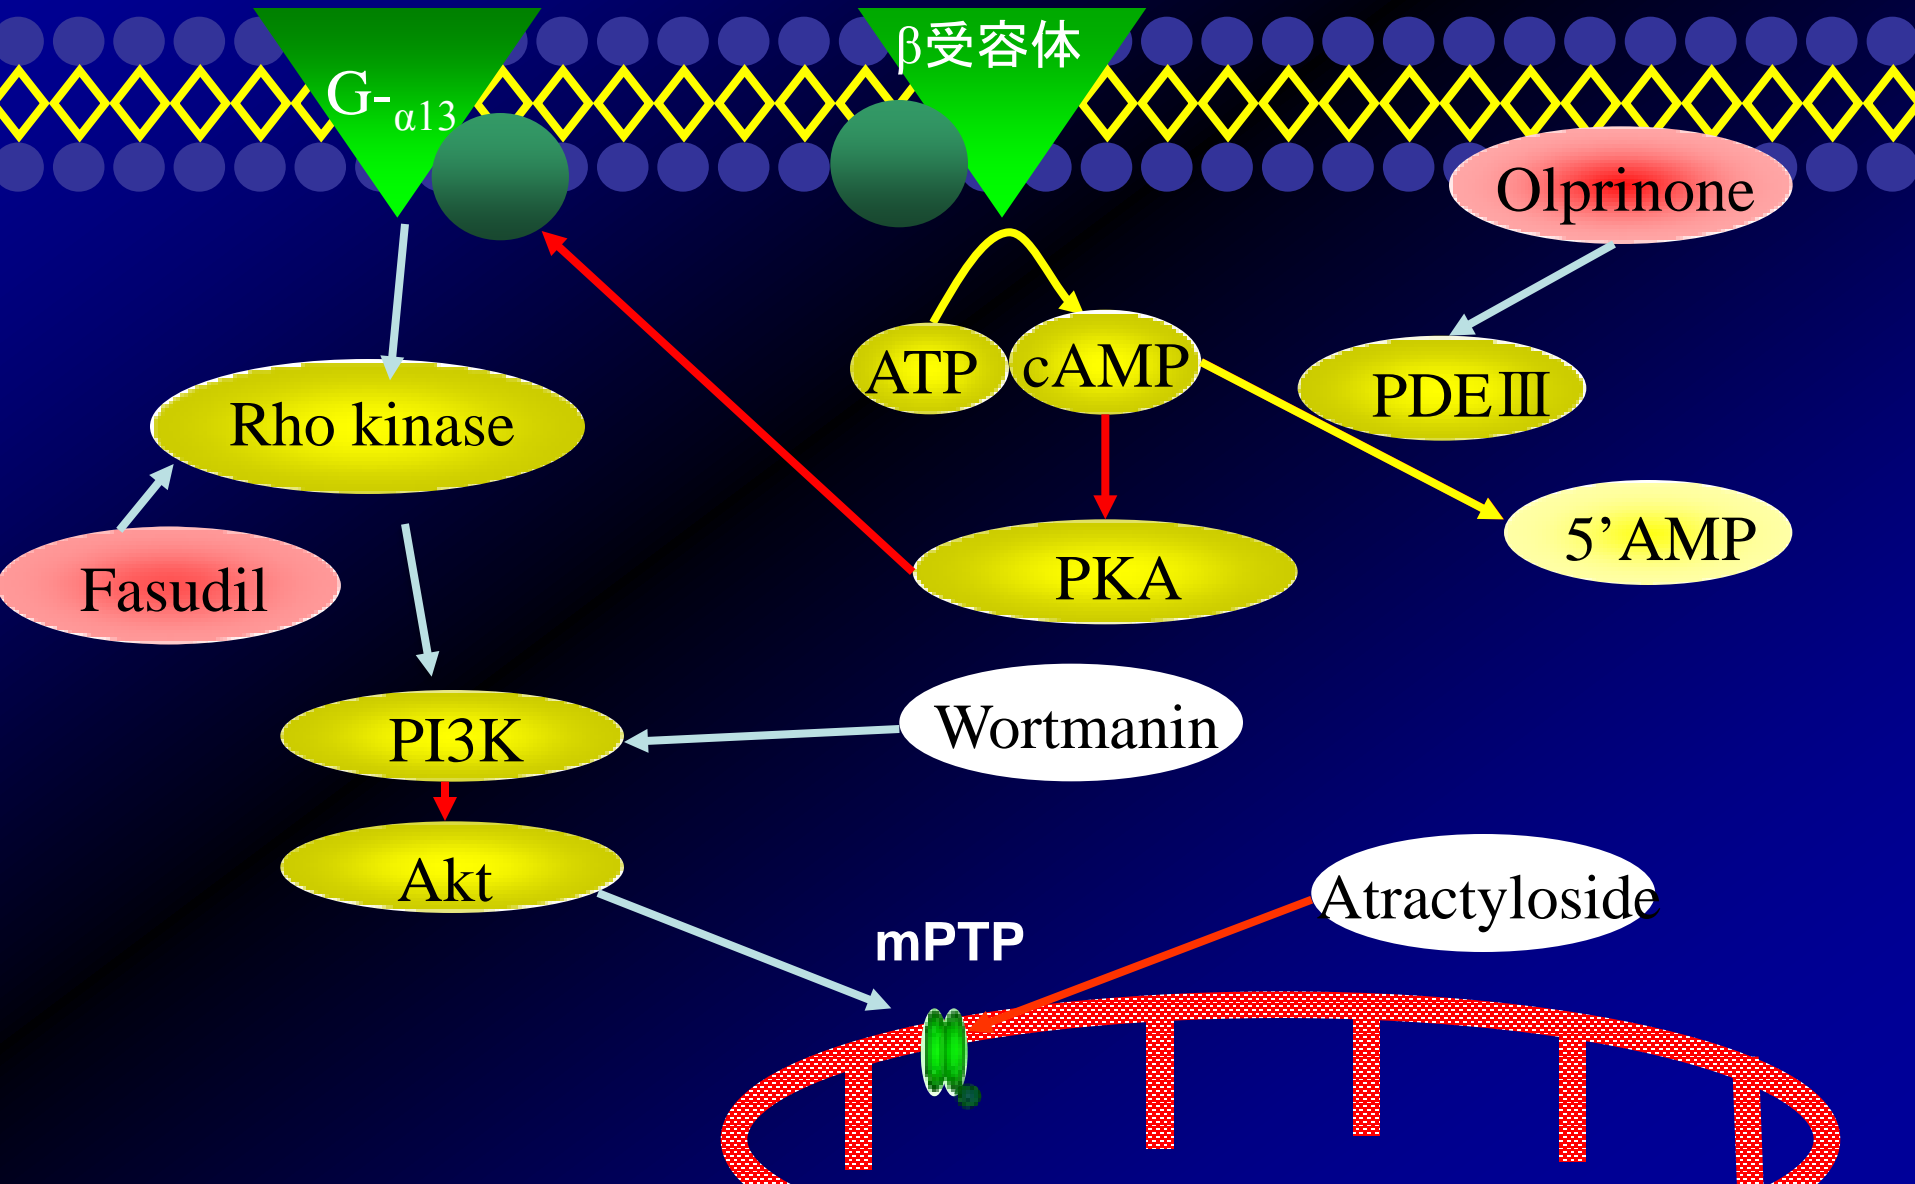 β受容体
G-α13
Olprinone
ATP
cAMP
PDEⅢ
Rho kinase
5’AMP
PKA
Fasudil
PI3K
Wortmanin
Akt
Atractyloside
mPTP